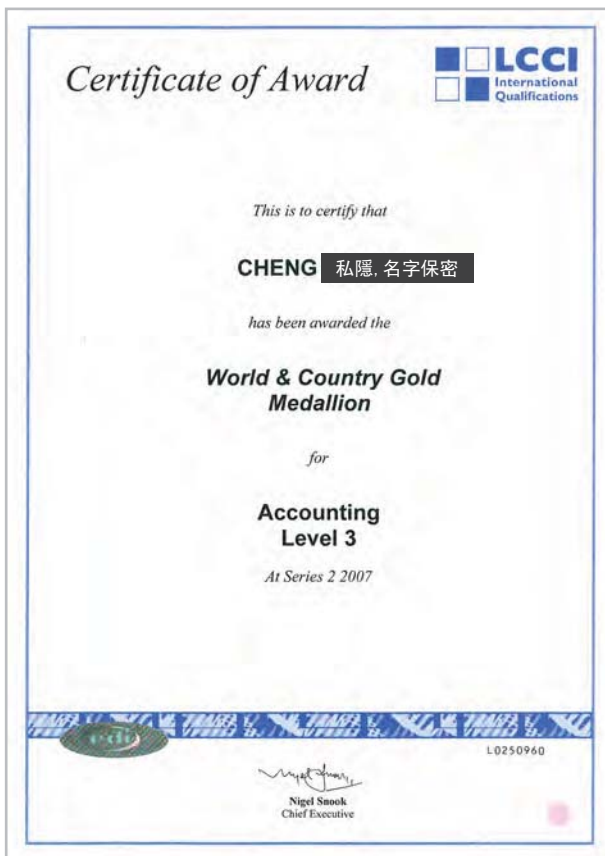 Certificate of Award
LCCI
International
Qualifications
This is to certify that
CHENG 私隱, 名字保密
has been awarded the
World & Country Gold
Medallion
for
Accounting
Level 3
At Series 2 2007
edi
L0250960
Nigel Snook
Chief Executive